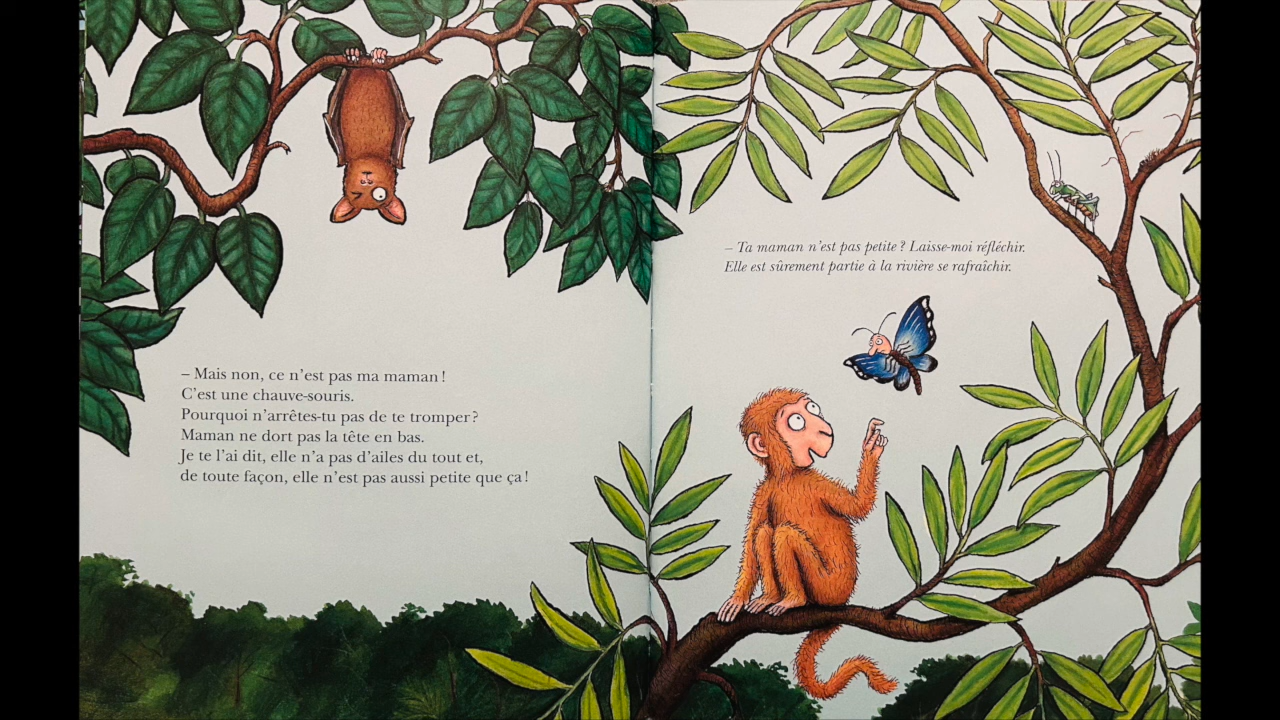 – Mais non, ce n'est pas ma maman !
C'est une chauve-souris.
Pourquoi n'arrêtes-tu pas de te tromper ?
Maman ne dort pas la tête en bas.
Je te l'ai dit, elle n'a pas d'ailes du tout et,
de toute façon, elle n'est pas aussi petite que ça !
– Ta maman n'est pas petite ? Laisse-moi réfléchir.
Elle est sûrement partie à la rivière se rafraîchir.